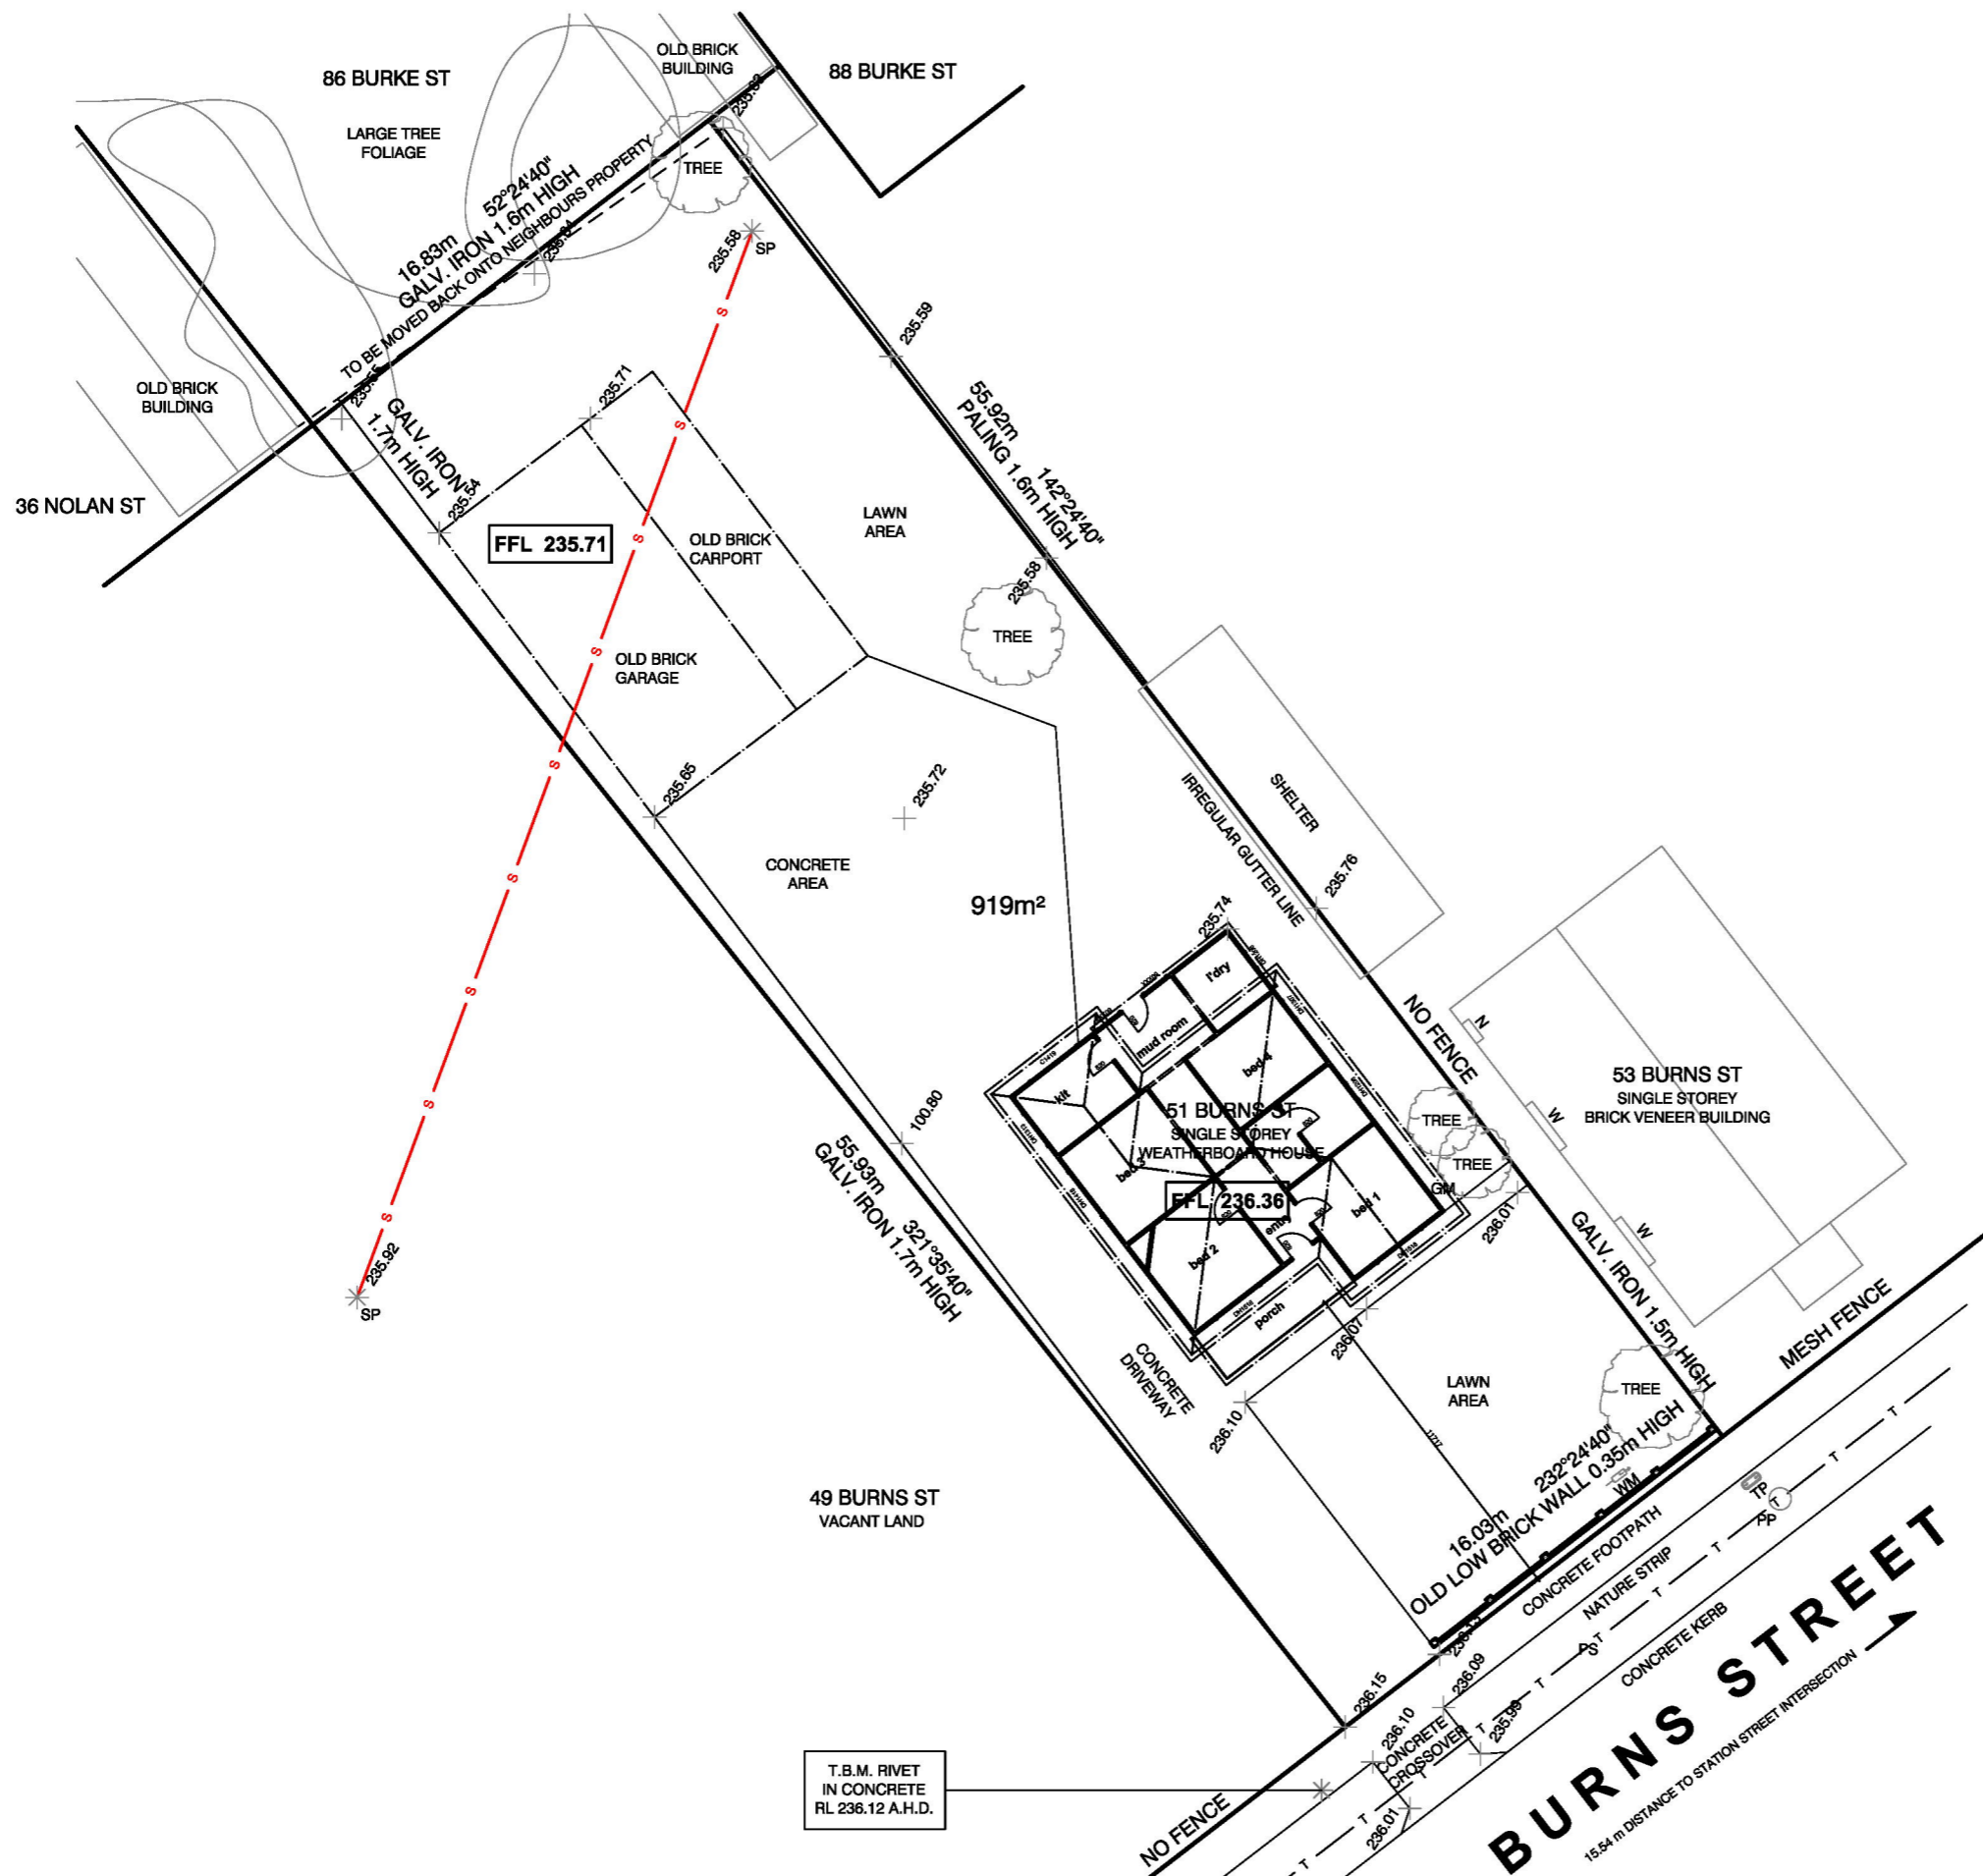 OLD BRICK
BUILDING
86 BURKE ST
88 BURKE ST
LARGE TREE
FOLIAGE
235.63
TREE
52°24'40"
16.83m
GALV. IRON 1.6m HIGH
TO BE MOVED BACK ONTO NEIGHBOURS PROPERTY
235.64
235.58
SP
235.59
OLD BRICK
BUILDING
235.55
GALV. IRON
1.7m HIGH
235.71
36 NOLAN ST
235.54
FFL 235.71
OLD BRICK
CARPORT
LAWN
AREA
55.92m
142°24'40"
PALING 1.6m HIGH
235.58
TREE
S
S
S
S
S
S
S
S
S
OLD BRICK
GARAGE
235.65
235.72
CONCRETE
AREA
919m²
SHELTER
IRREGULAR GUTTER LINE
235.76
235.74
l'dry
mud room
kit
bed 4
bed 3
51 BURNS ST
SINGLE STOREY
WEATHERBOARD HOUSE
FFL 236.36
entry
bed 1
bed 2
porch
NO FENCE
N
W
W
53 BURNS ST
SINGLE STOREY
BRICK VENEER BUILDING
TREE
TREE
GM
236.01
100.80
55.93m
321°35'40"
GALV. IRON 1.7m HIGH
235.92
SP
GALV. IRON 1.5m HIGH
MESH FENCE
236.07
CONCRETE
DRIVEWAY
236.10
LAWN
AREA
TREE
11717
49 BURNS ST
VACANT LAND
232°24'40"
16.03m
OLD LOW BRICK WALL 0.35m HIGH
WM
TP
PP
T
T
T
T
T
T
T
T
T
T
T
CONCRETE FOOTPATH
NATURE STRIP
PS
CONCRETE KERB
236.15
236.09
236.10
235.99
CONCRETE
CROSSOVER
236.01
T.B.M. RIVET
IN CONCRETE
RL 236.12 A.H.D.
NO FENCE
BURNS STREET
15.54 m DISTANCE TO STATION STREET INTERSECTION